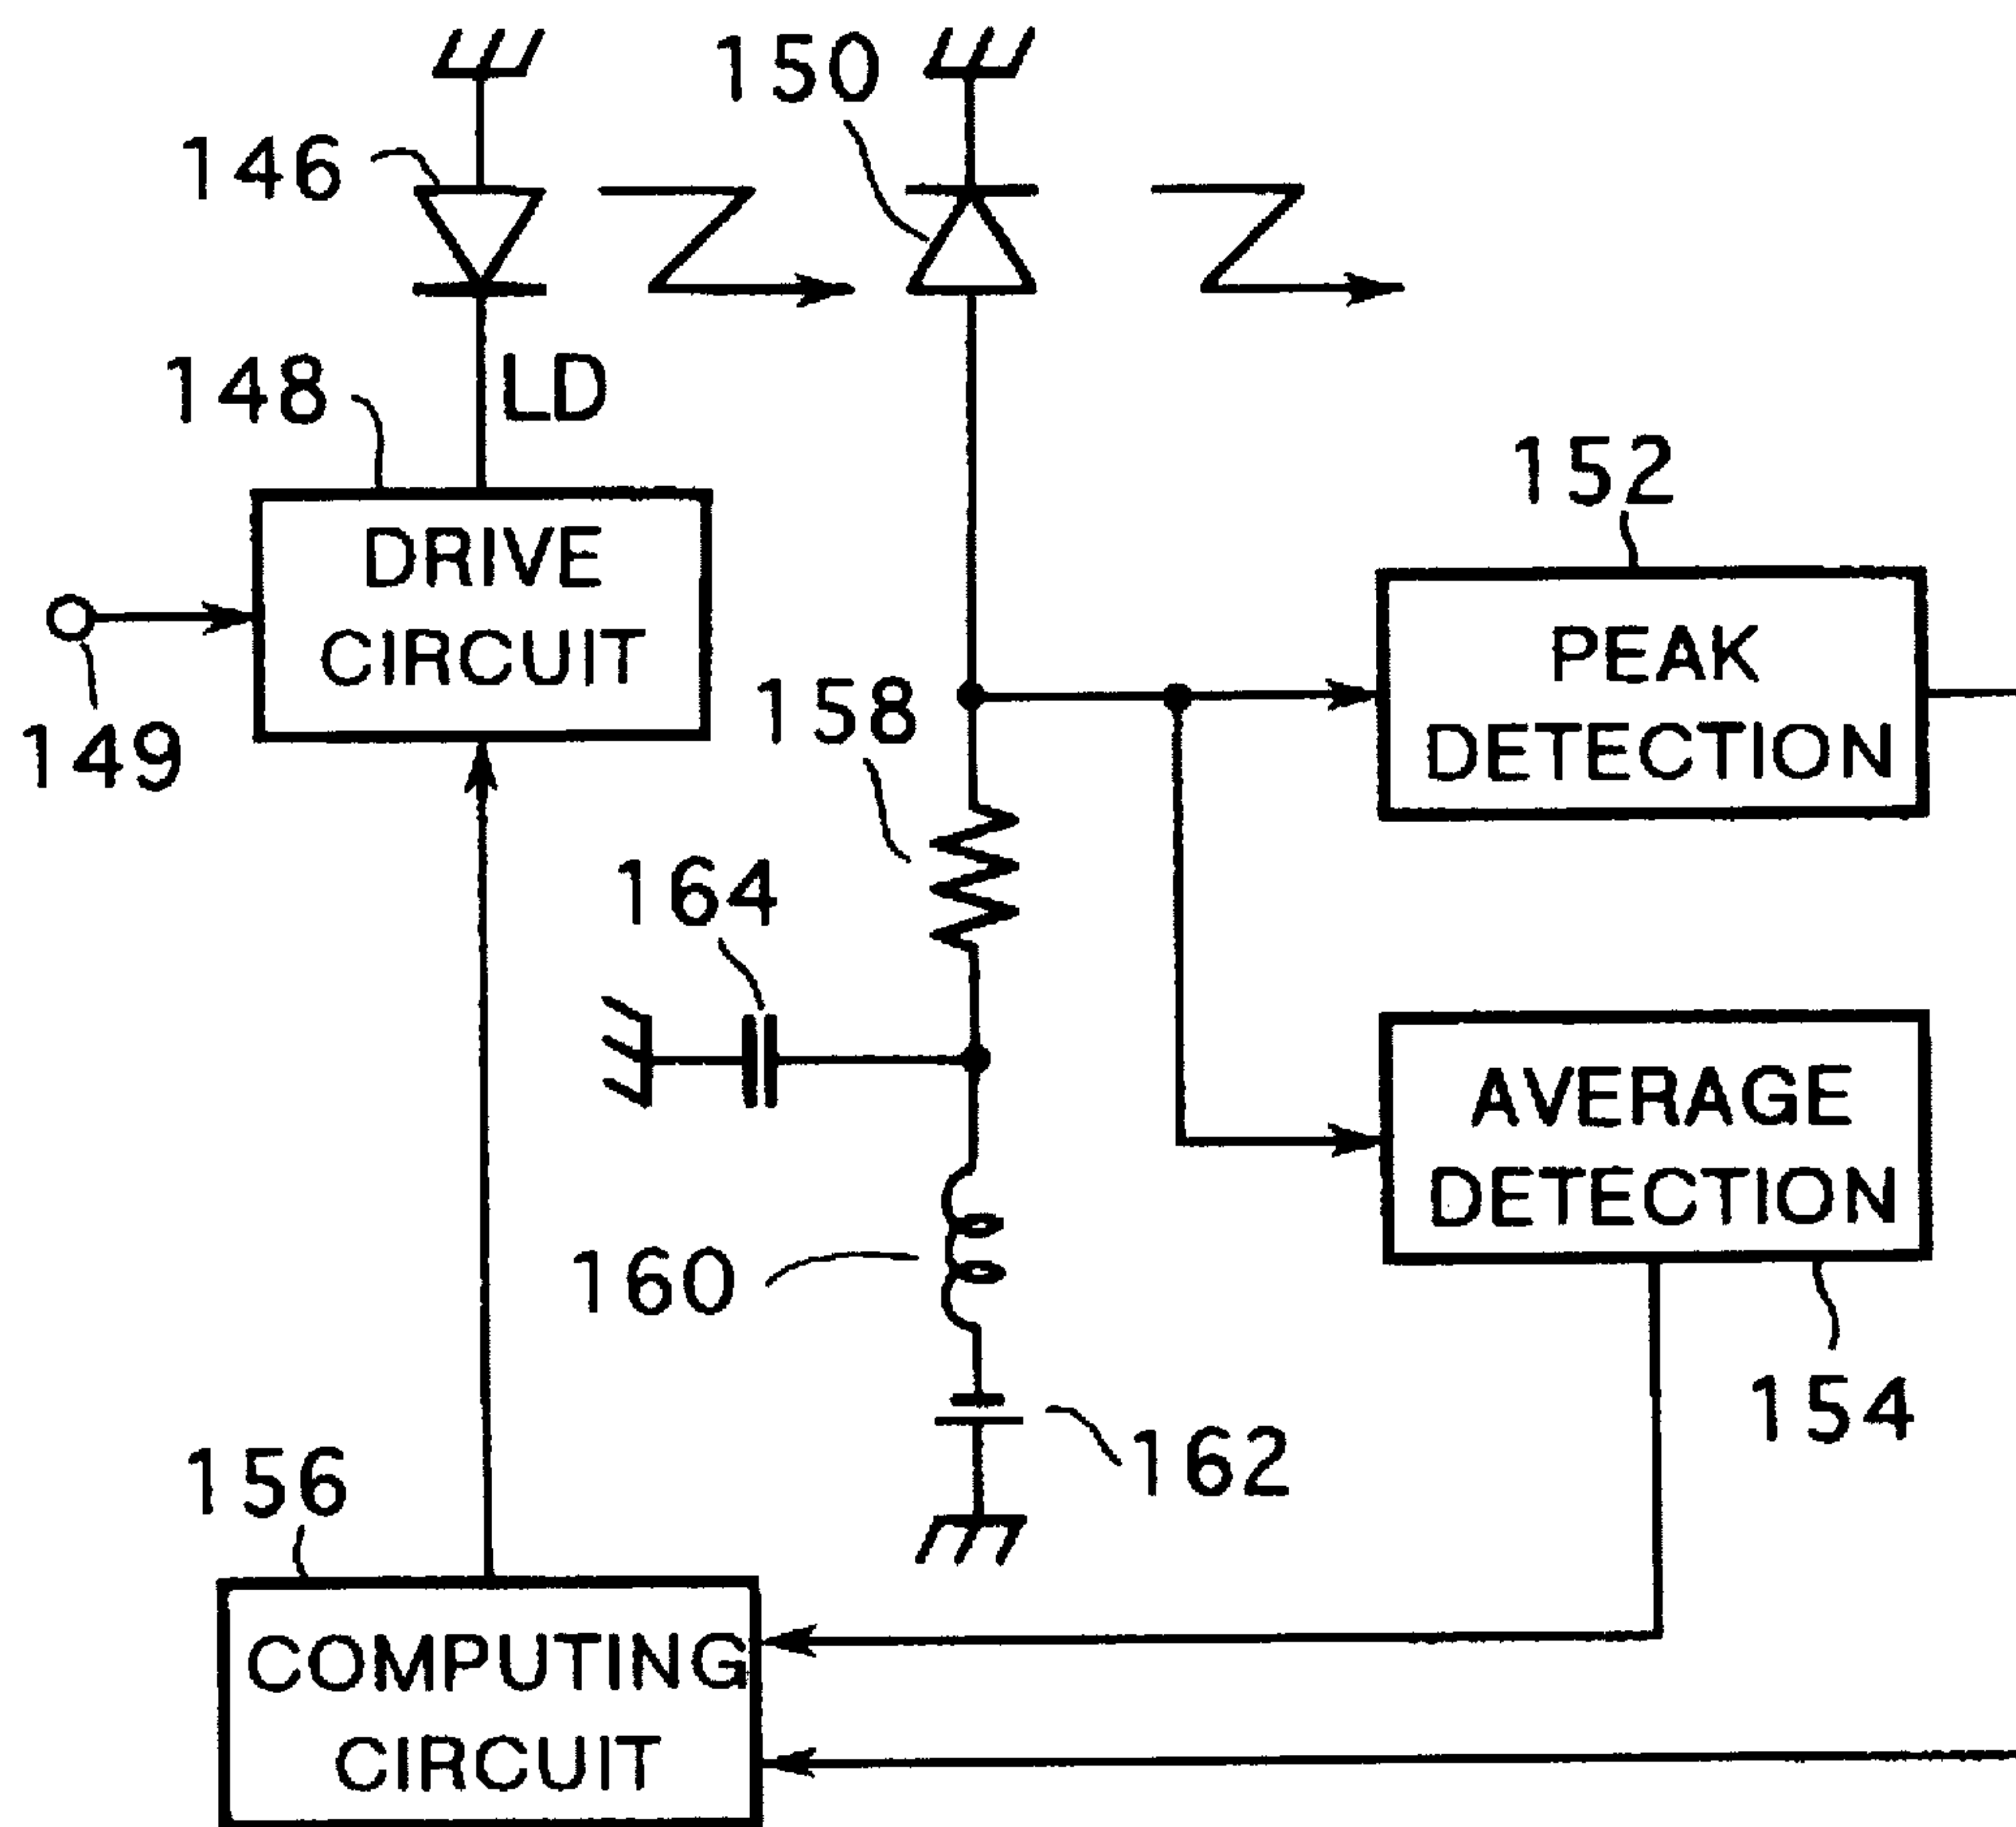 150
146
148
LD
152
DRIVE
CIRCUIT
149
158
PEAK
DETECTION
164
AVERAGE
DETECTION
160
154
162
156
COMPUTING
CIRCUIT